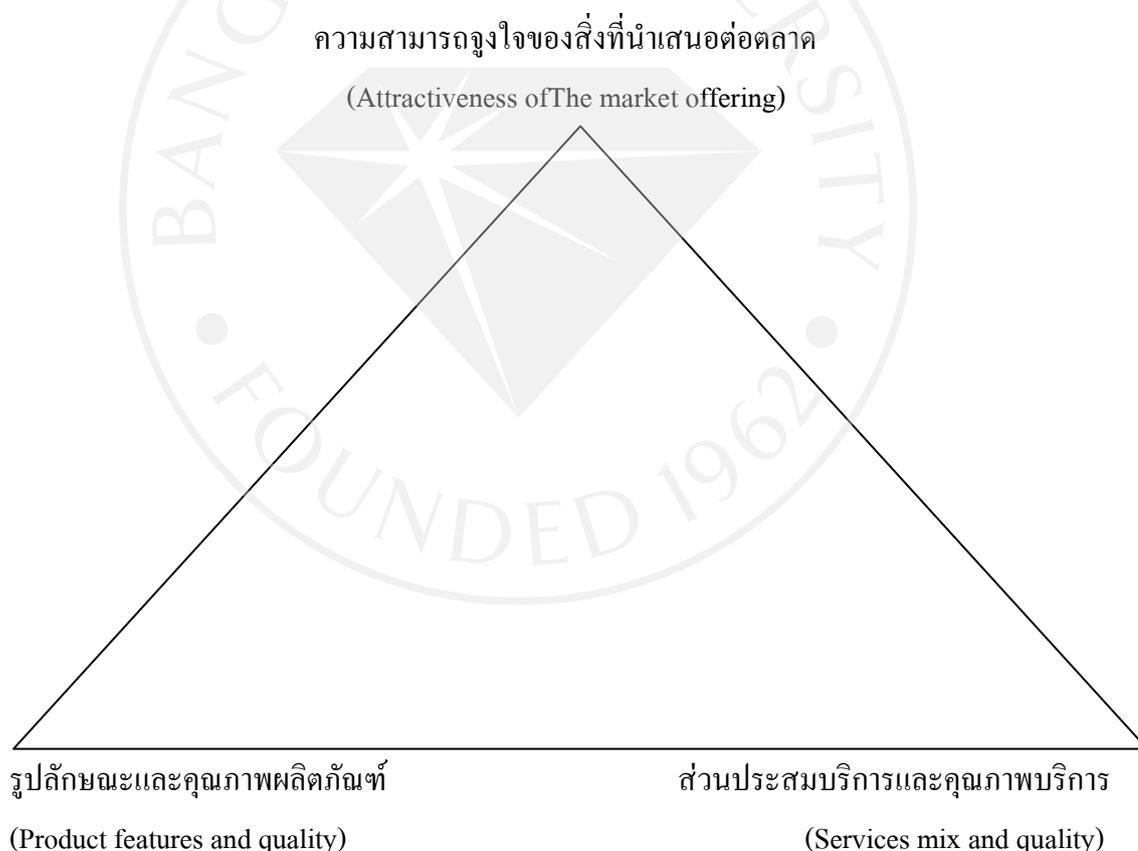 ความสามารถจูงใจของสิ่งที่นำเสนอต่อตลาด
(Attractiveness ofThe market offering)
BANG
ERSITY
FOUNDED 1962
รูปลักษณะและคุณภาพผลิตภัณฑ์
ส่วนประสมบริการและคุณภาพบริการ
(Product features and quality)
(Services mix and quality)